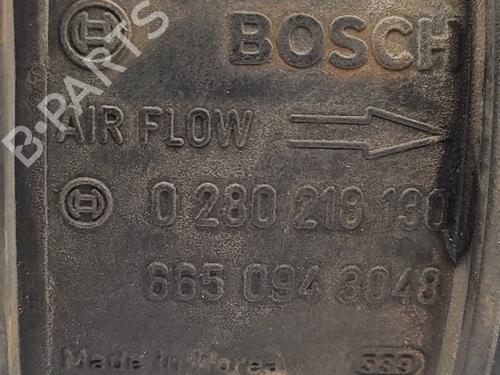 BOSCH
AIR FLOW
0 280 218 130
665 094 3048
Made in Korea 539
B-PARTS